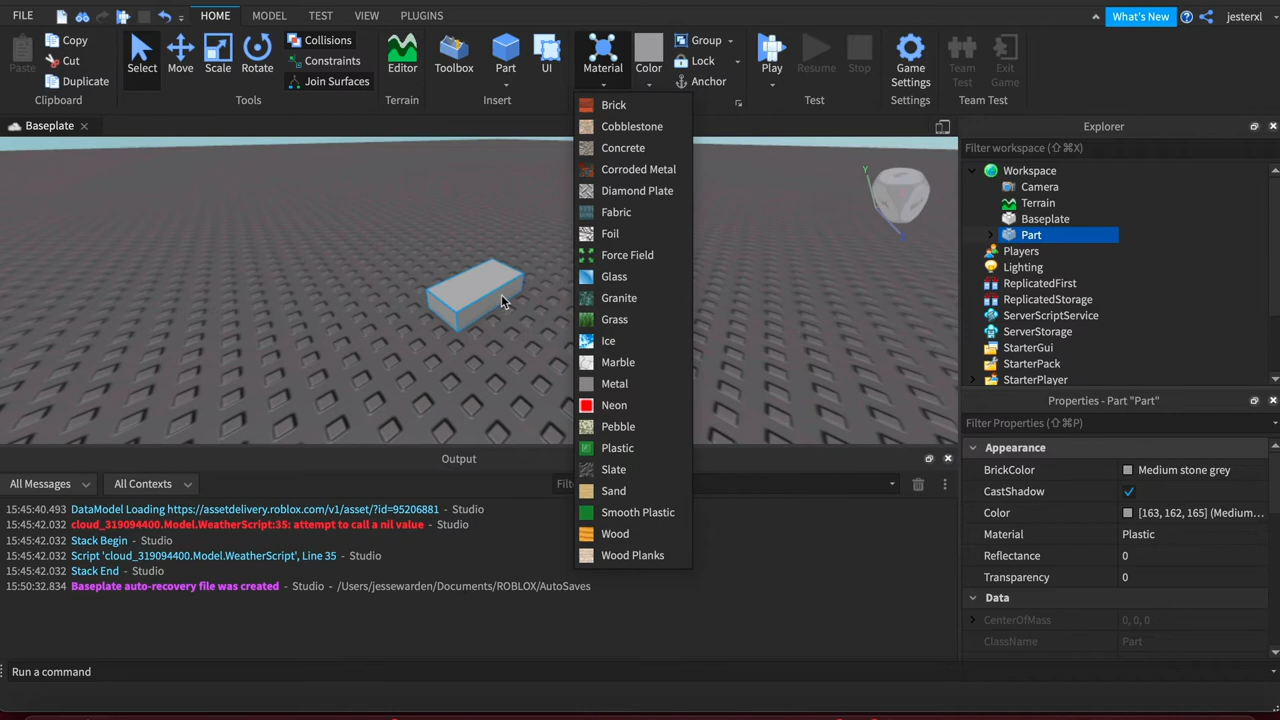 FILE
HOME
MODEL
TEST
VIEW
PLUGINS
What's New
jesterxl
Paste
Copy
Cut
Duplicate
Clipboard
Select
Move
Scale
Rotate
Collisions
Constraints
Join Surfaces
Tools
Editor
Terrain
Toolbox
Part
UI
Insert
Material
Color
Group
Lock
Anchor
Play
Resume
Stop
Test
Game
Settings
Settings
Team
Test
Exit
Game
Team Test
Baseplate
Brick
Cobblestone
Concrete
Corroded Metal
Diamond Plate
Fabric
Foil
Force Field
Glass
Granite
Grass
Ice
Marble
Metal
Neon
Pebble
Plastic
Slate
Sand
Smooth Plastic
Wood
Wood Planks
Y
Explorer
Filter workspace (⇧⌘X)
Workspace
Camera
Terrain
Baseplate
Part
Players
Lighting
ReplicatedFirst
ReplicatedStorage
ServerScriptService
ServerStorage
StarterGui
StarterPack
StarterPlayer
Properties - Part "Part"
Filter Properties (⇧⌘P)
Appearance
BrickColor Medium stone grey
CastShadow
Color [163, 162, 165] (Medium...
Material Plastic
Reflectance 0
Transparency 0
Data
CenterOfMass 0, 0, 0
ClassName Part
Output
All Messages
All Contexts
15:45:40.493 DataModel Loading https://assetdelivery.roblox.com/v1/asset/?id=95206881 - Studio
15:45:42.032 cloud_319094400.Model.WeatherScript:35: attempt to call a nil value - Studio
15:45:42.032 Stack Begin - Studio
15:45:42.032 Script 'cloud_319094400.Model.WeatherScript', Line 35 - Studio
15:45:42.032 Stack End - Studio
15:50:32.834 Baseplate auto-recovery file was created - Studio - /Users/jessewarden/Documents/ROBLOX/AutoSaves
Run a command